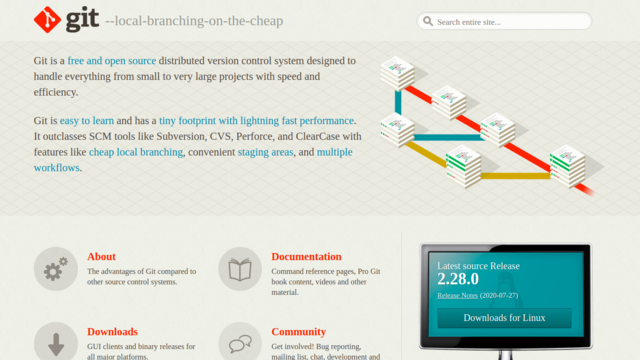 git --local-branching-on-the-cheap
Search entire site...
Git is a free and open source distributed version control system designed to
handle everything from small to very large projects with speed and
efficiency.
Git is easy to learn and has a tiny footprint with lightning fast performance.
It outclasses SCM tools like Subversion, CVS, Perforce, and ClearCase with
features like cheap local branching, convenient staging areas, and multiple
workflows.
About
The advantages of Git compared to
other source control systems.
Documentation
Command reference pages, Pro Git
book content, videos and other
material.
Downloads
GUI clients and binary releases for
all major platforms.
Community
Get involved! Bug reporting,
mailing list, chat, development and
Latest source Release
2.28.0
Release Notes (2020-07-27)
Downloads for Linux